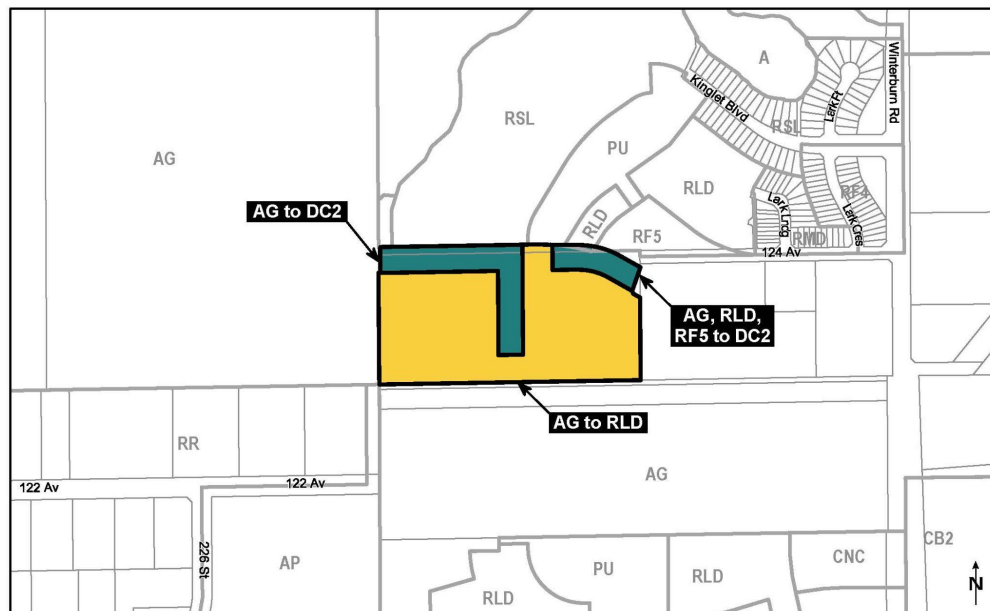 A
Winterburn Rd
Kinglet Blvd
Lark Pt
RSL
RSL
AG
PU
RLD
RF4
Lark Lndg
Lark Cres
AG to DC2
RLD
RF5
RMD
124 Av
AG, RLD,
RF5 to DC2
AG to RLD
RR
122 Av
122 Av
AG
226 St
AP
CB2
CNC
PU
RLD
RLD
N